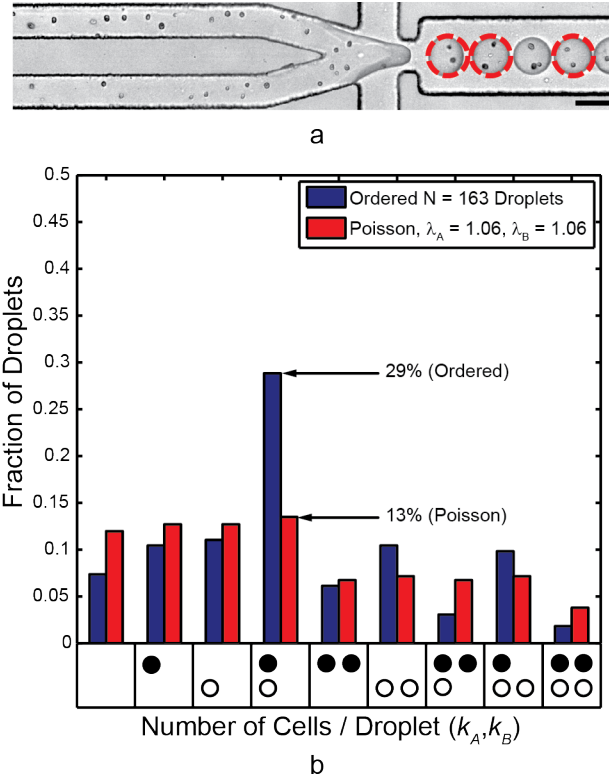 a
0.5
0.45
0.4
0.35
0.3
0.25
0.2
0.15
0.1
0.05
0
Fraction of Droplets
Ordered N = 163 Droplets
Poisson, λA = 1.06, λB = 1.06
29% (Ordered)
13% (Poisson)
Number of Cells / Droplet (kA,kB)
b